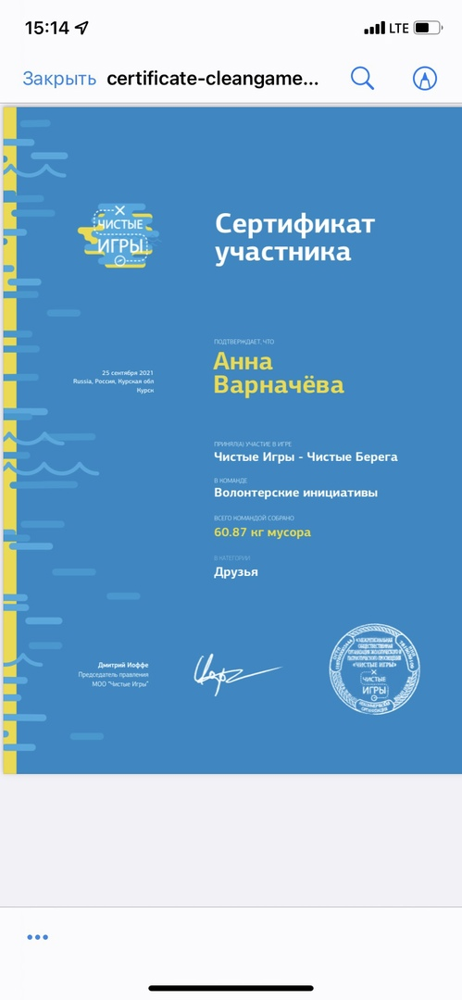 15:14
LTE
Закрыть
certificate-cleangame...
ЧИСТЫЕ
ИГРЫ
Сертификат
участника
ПОДТВЕРЖДАЕТ, ЧТО
Анна
Варначёва
25 сентября 2021
Russia, Россия, Курская обл
Курск
ПРИНЯЛ(А) УЧАСТИЕ В ИГРЕ
Чистые Игры - Чистые Берега
В КОМАНДЕ
Волонтерские инициативы
ВСЕГО КОМАНДОЙ СОБРАНО
60.87 кг мусора
В КАТЕГОРИИ
Друзья
Дмитрий Иоффе
Председатель правления
МОО "Чистые Игры"
«ЧИСТЫЕ ИГРЫ»
ЧИСТЫЕ
ИГРЫ